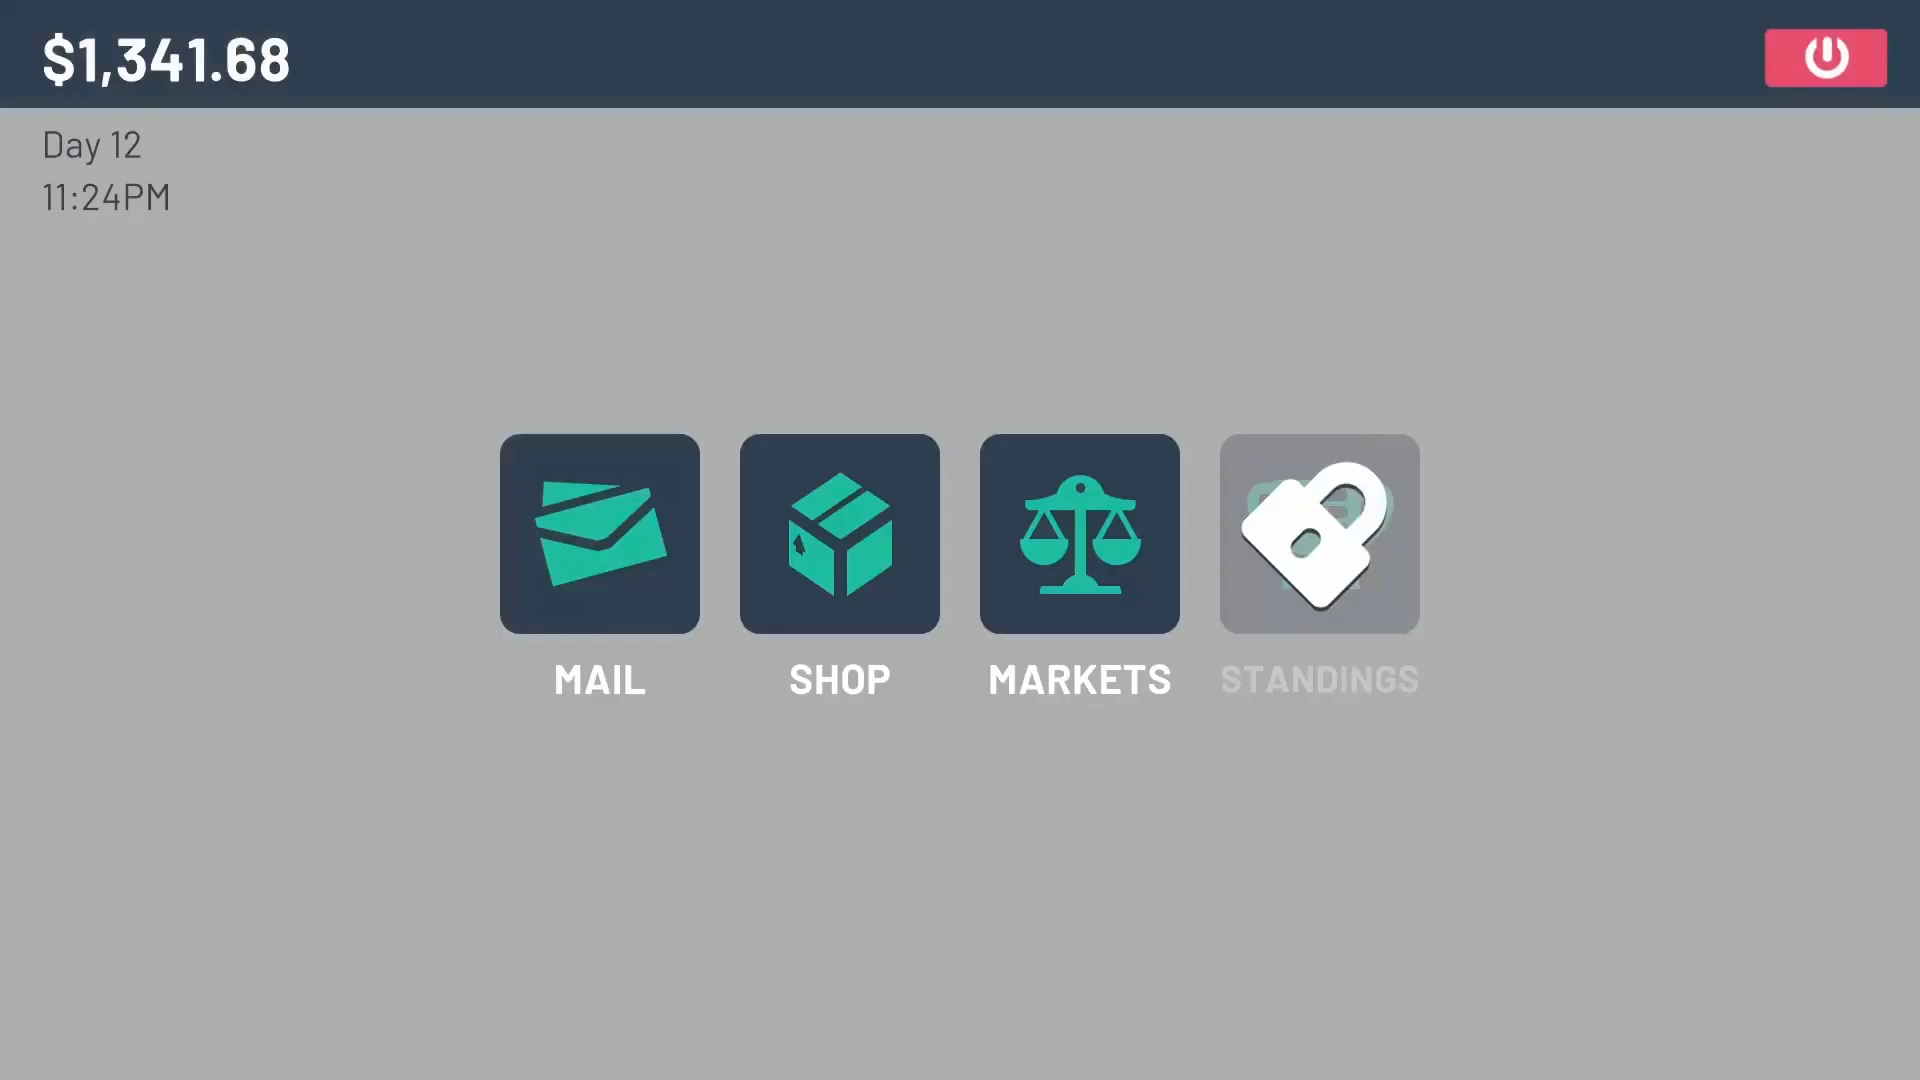 $1,341.68
Day 12
11:24PM
MAIL
SHOP
MARKETS
STANDINGS